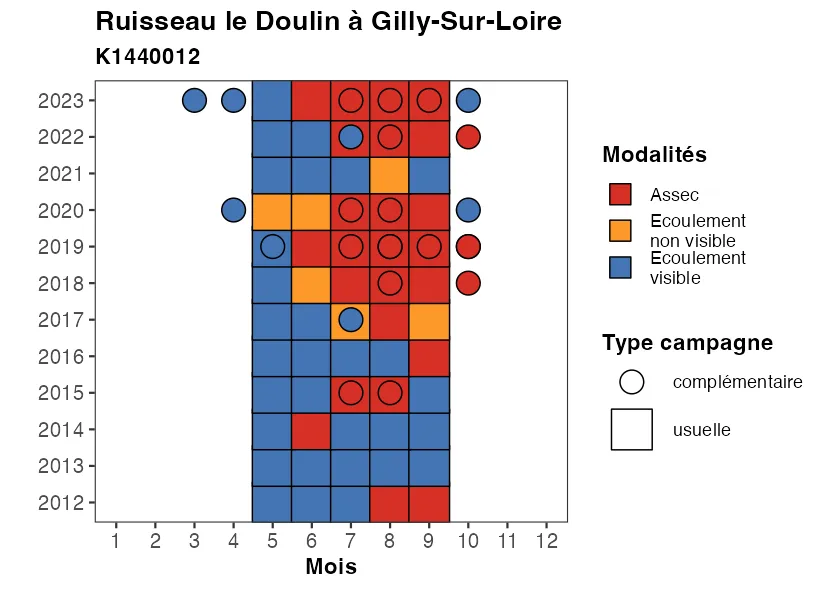 Ruisseau le Doulin à Gilly-Sur-Loire
K1440012
2023
2022
2021
2020
2019
2018
2017
2016
2015
2014
2013
2012
1 2 3 4 5 6 7 8 9 10 11 12
Mois
Modalités
Assec
Ecoulement
non visible
Ecoulement
visible
Type campagne
complémentaire
usuelle